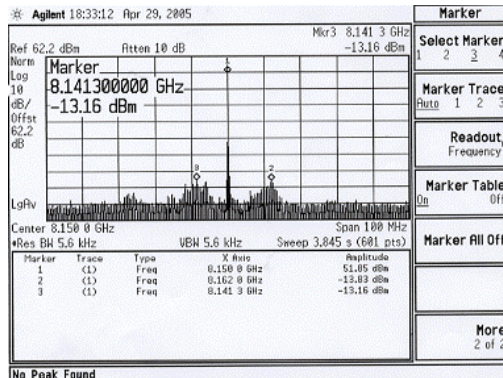 Agilent 18:33:12 Apr 29, 2005
Marker
Mkr3 8.141 3 GHz
Ref 62.2 dBm Atten 10 dB -13.16 dBm
Norm
Log
10
dB/
Offst
62.2
dB
LgAv
Marker
8.141300000 GHz
-13.16 dBm
1
3
2
Center 8.150 0 GHz Span 100 MHz
#Res BW 5.6 kHz VBW 5.6 kHz Sweep 3.845 s (601 pts)
Marker Trace Type X Axis Amplitude
1 (1) Freq 8.150 0 GHz 51.05 dBm
2 (1) Freq 8.162 0 GHz -13.83 dBm
3 (1) Freq 8.141 3 GHz -13.16 dBm
No Peak Found
Select Marker
1 2 3 4
Marker Trace
Auto 1 2 3
Readout
Frequency
Marker Table
On Off
Marker All Off
More
2 of 2